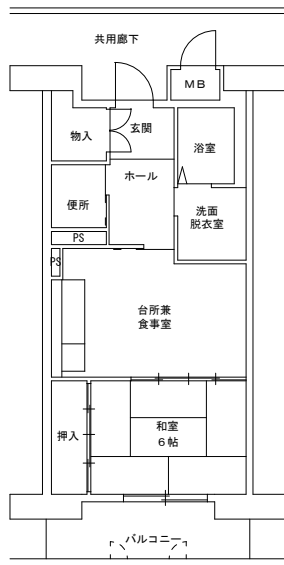 共用廊下
MB
物入
玄関
浴室
ホール
便所
洗面
脱衣室
PS
PS
台所兼
食事室
押入
和室
6帖
バルコニー